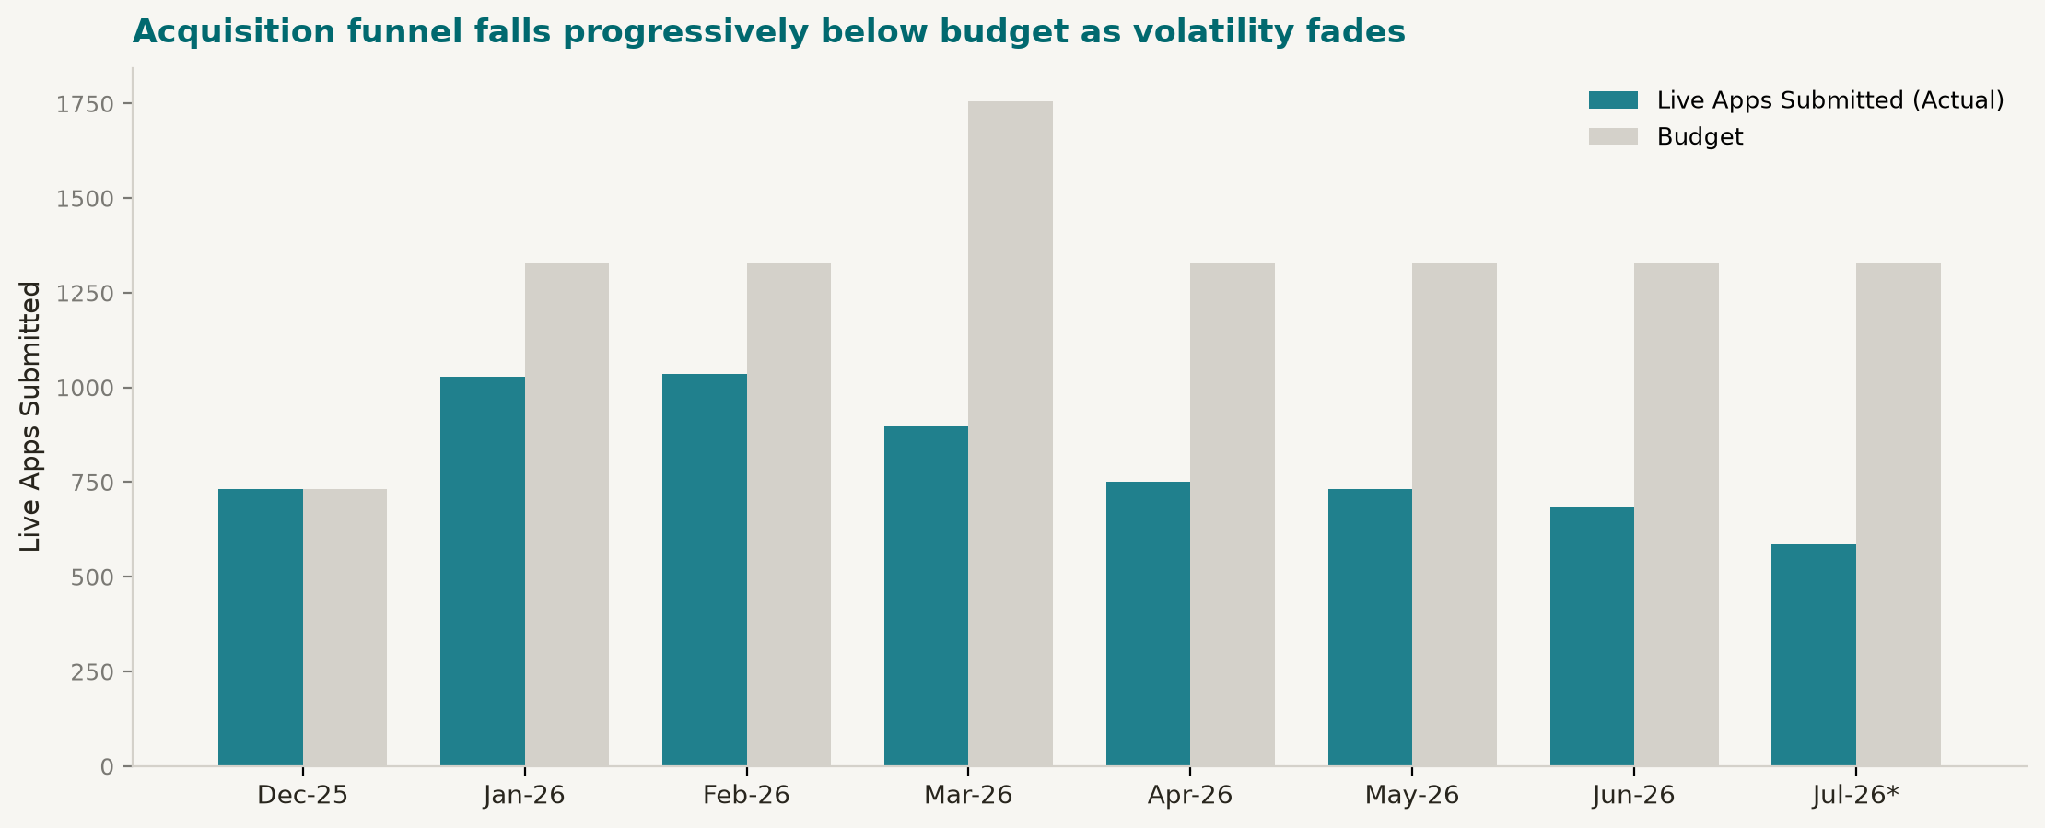 Acquisition funnel falls progressively below budget as volatility fades
Live Apps Submitted (Actual)
Budget
Live Apps Submitted
1750
1500
1250
1000
750
500
250
0
Dec-25 Jan-26 Feb-26 Mar-26 Apr-26 May-26 Jun-26 Jul-26*